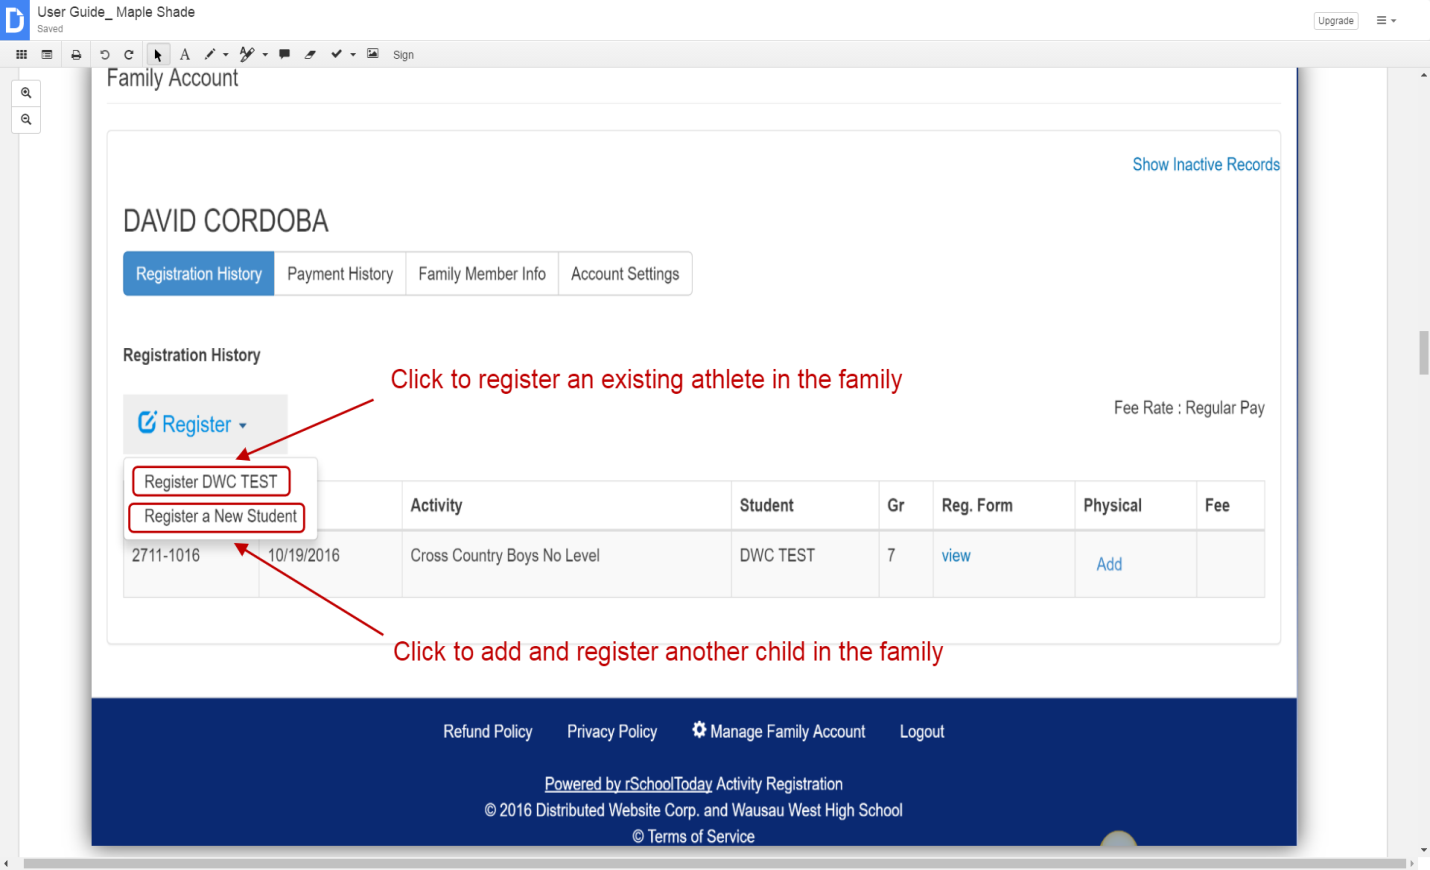 User Guide_ Maple Shade
Saved
Upgrade
Sign
Family Account
Show Inactive Records
DAVID CORDOBA
Registration History Payment History Family Member Info Account Settings
Registration History
Click to register an existing athlete in the family
Fee Rate : Regular Pay
Register
Register DWC TEST
Register a New Student
Activity Student Gr Reg. Form Physical Fee
2711-1016 10/19/2016 Cross Country Boys No Level DWC TEST 7 view Add
Click to add and register another child in the family
Refund Policy Privacy Policy Manage Family Account Logout
Powered by rSchoolToday Activity Registration
© 2016 Distributed Website Corp. and Wausau West High School
© Terms of Service